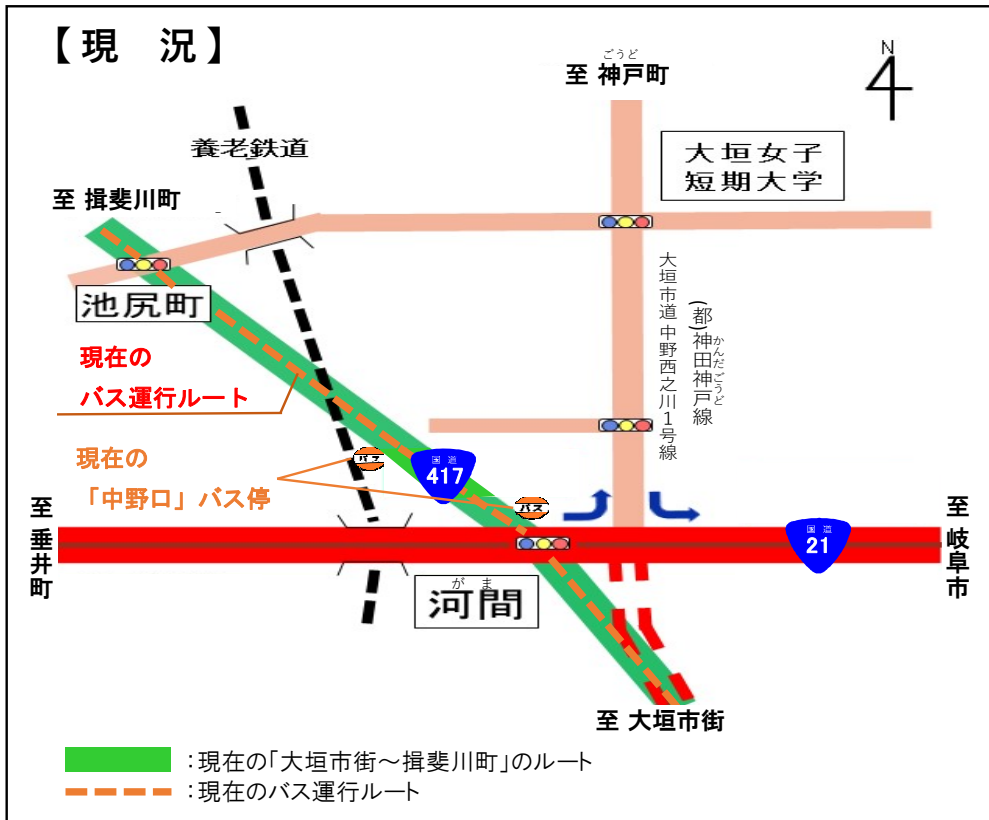 【現 況】
ごうど
至 神戸町
N
養老鉄道
大垣女子
短期大学
至 揖斐川町
池尻町
大垣市道 中野西之川1号線
(都)神田神戸線
かんだごうど
現在の
バス運行ルート
現在の
「中野口」バス停
バス
国道
417
バス
至 垂井町
至 岐阜市
国道
21
がま
河間
至 大垣市街
:現在の「大垣市街～揖斐川町」のルート
:現在のバス運行ルート